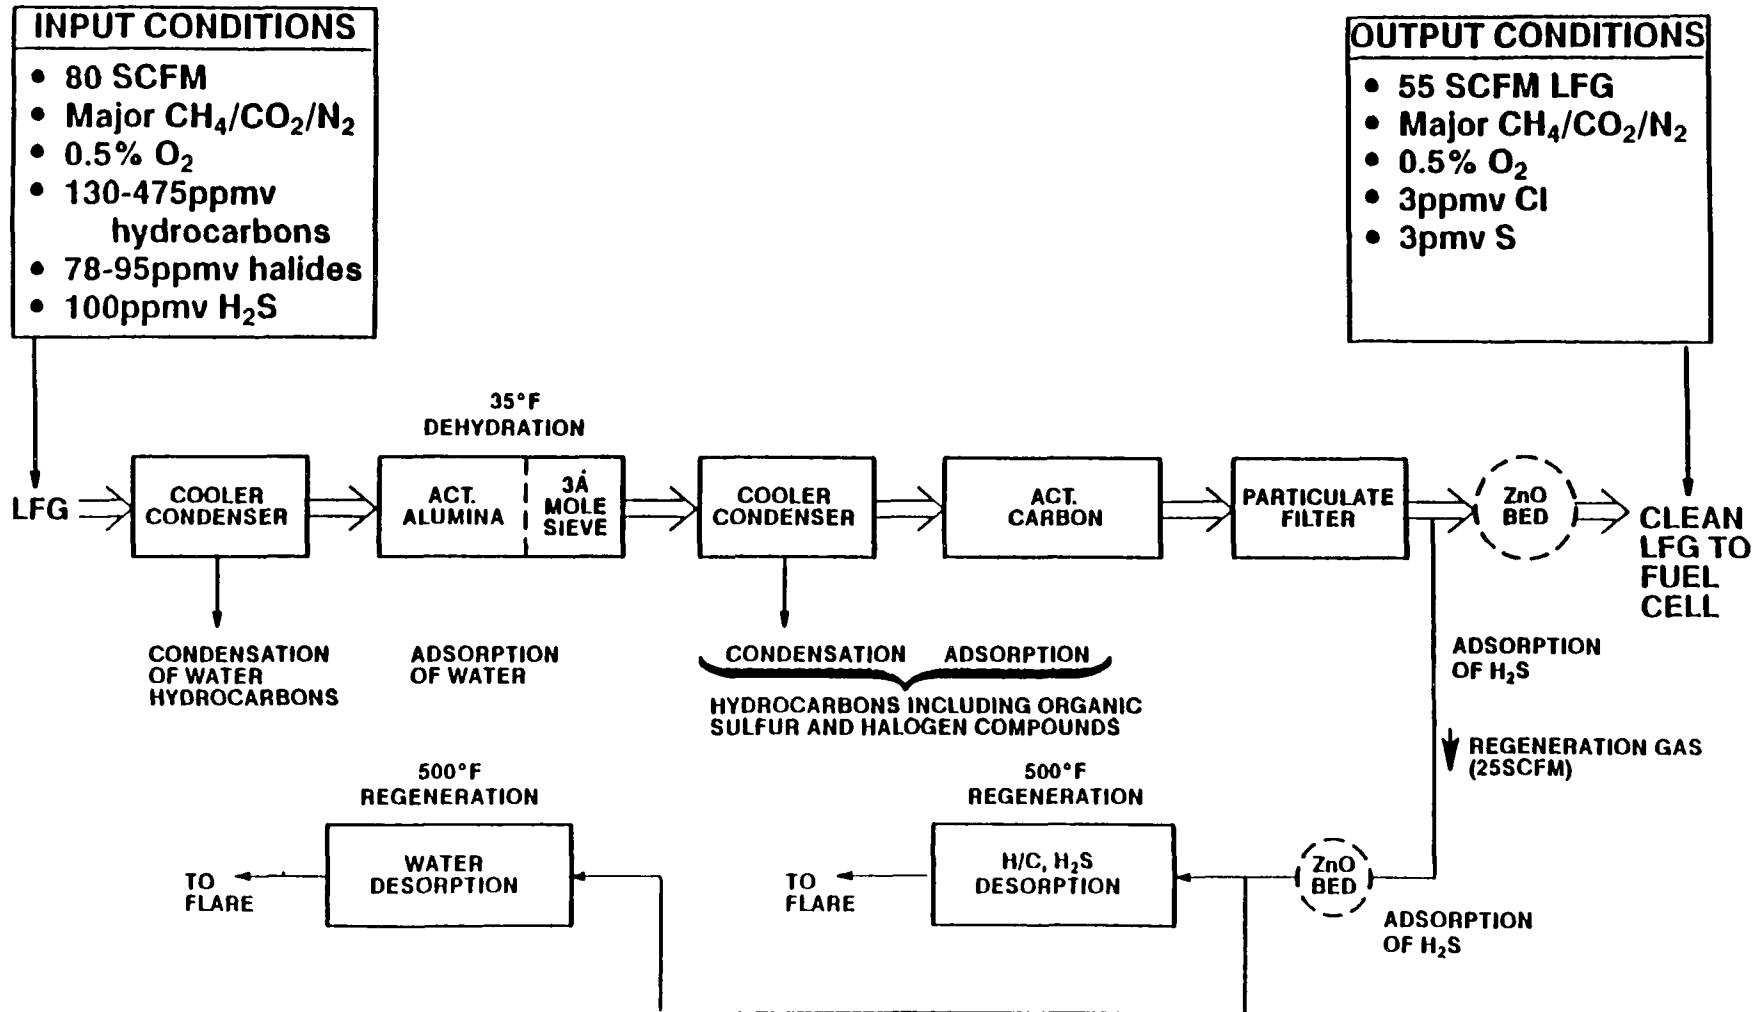 INPUT CONDITIONS
• 80 SCFM
• Major CH₄/CO₂/N₂
• 0.5% O₂
• 130-475ppmv
hydrocarbons
• 78-95ppmv halides
• 100ppmv H₂S
OUTPUT CONDITIONS
• 55 SCFM LFG
• Major CH₄/CO₂/N₂
• 0.5% O₂
• 3ppmv Cl
• 3pmv S
35°F
DEHYDRATION
LFG
COOLER
CONDENSER
ACT.
ALUMINA
3Å
MOLE
SIEVE
COOLER
CONDENSER
ACT.
CARBON
PARTICULATE
FILTER
ZnO
BED
CLEAN
LFG TO
FUEL
CELL
CONDENSATION
OF WATER
HYDROCARBONS
ADSORPTION
OF WATER
CONDENSATION ADSORPTION
HYDROCARBONS INCLUDING ORGANIC
SULFUR AND HALOGEN COMPOUNDS
ADSORPTION
OF H₂S
REGENERATION GAS
(25SCFM)
500°F
REGENERATION
WATER
DESORPTION
TO
FLARE
500°F
REGENERATION
H/C, H₂S
DESORPTION
TO
FLARE
ZnO
BED
ADSORPTION
OF H₂S